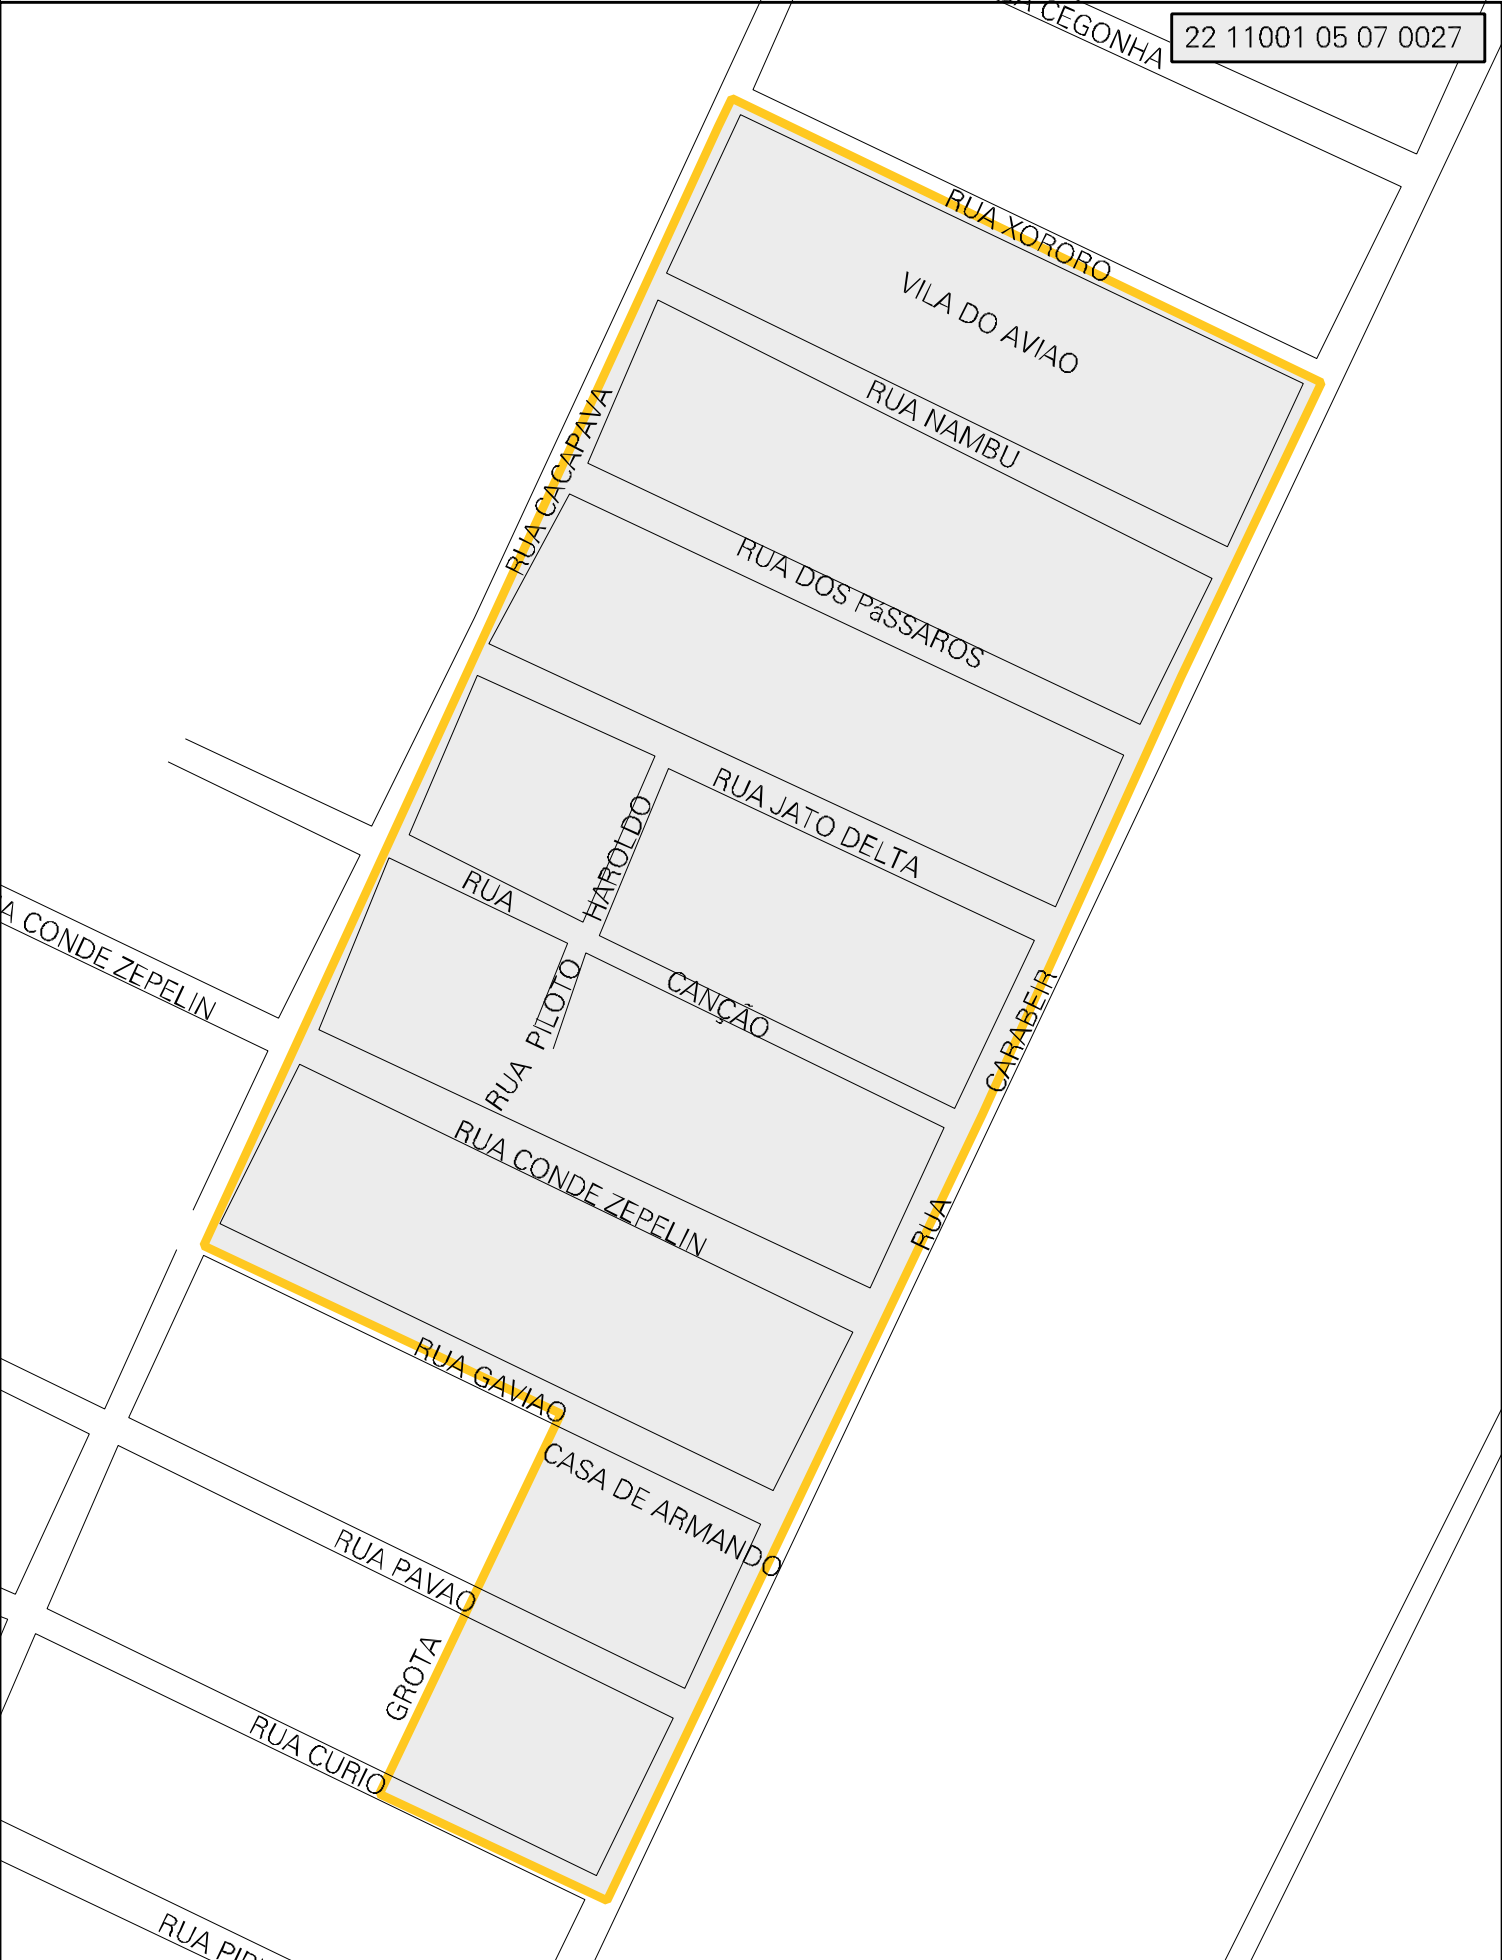 CEGONHA
22 11001 05 07 0027
RUA XORORO
VILA DO AVIAO
RUA NAMBU
RUA CACAPAVA
RUA DOS PáSSAROS
RUA JATO DELTA
HAROLDO
RUA
CANÇÃO
A CONDE ZEPELIN
PILOTO
RUA
CARABEIR
RUA
RUA CONDE ZEPELIN
RUA GAVIAO
CASA DE ARMANDO
RUA PAVAO
GROTA
RUA CURIO
RUA